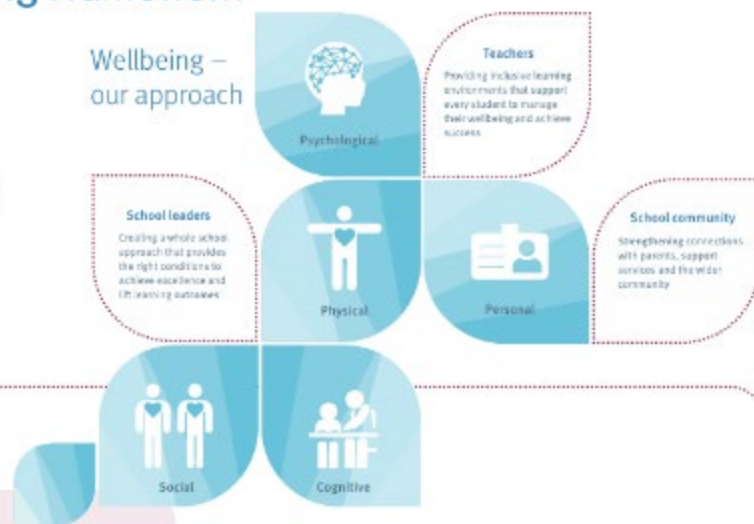 Wellbeing –
our approach
Psychological
Teachers
Providing inclusive learning
environments that support
every student to manage
their wellbeing and achieve
success
School leaders
Creating a whole school
approach that provides
the right conditions to
achieve excellence and
lift learning outcomes
Physical
Personal
School community
Strengthening connections
with parents, support
services and the wider
community
Social
Cognitive